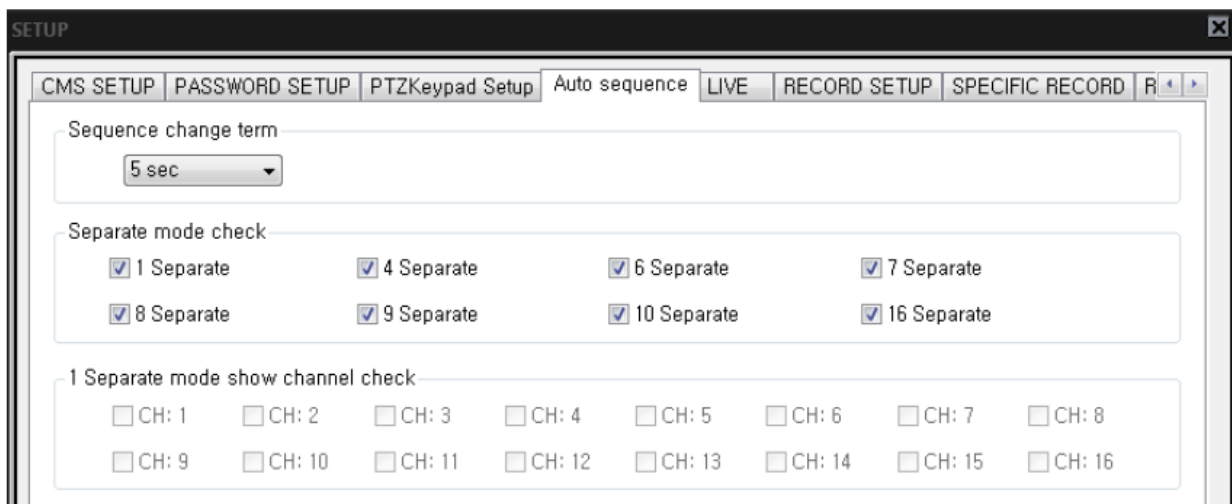 SETUP
CMS SETUP PASSWORD SETUP PTZKeypad Setup Auto sequence LIVE RECORD SETUP SPECIFIC RECORD R
Sequence change term
5 sec
Separate mode check
1 Separate 4 Separate 6 Separate 7 Separate
8 Separate 9 Separate 10 Separate 16 Separate
1 Separate mode show channel check
CH: 1 CH: 2 CH: 3 CH: 4 CH: 5 CH: 6 CH: 7 CH: 8
CH: 9 CH: 10 CH: 11 CH: 12 CH: 13 CH: 14 CH: 15 CH: 16